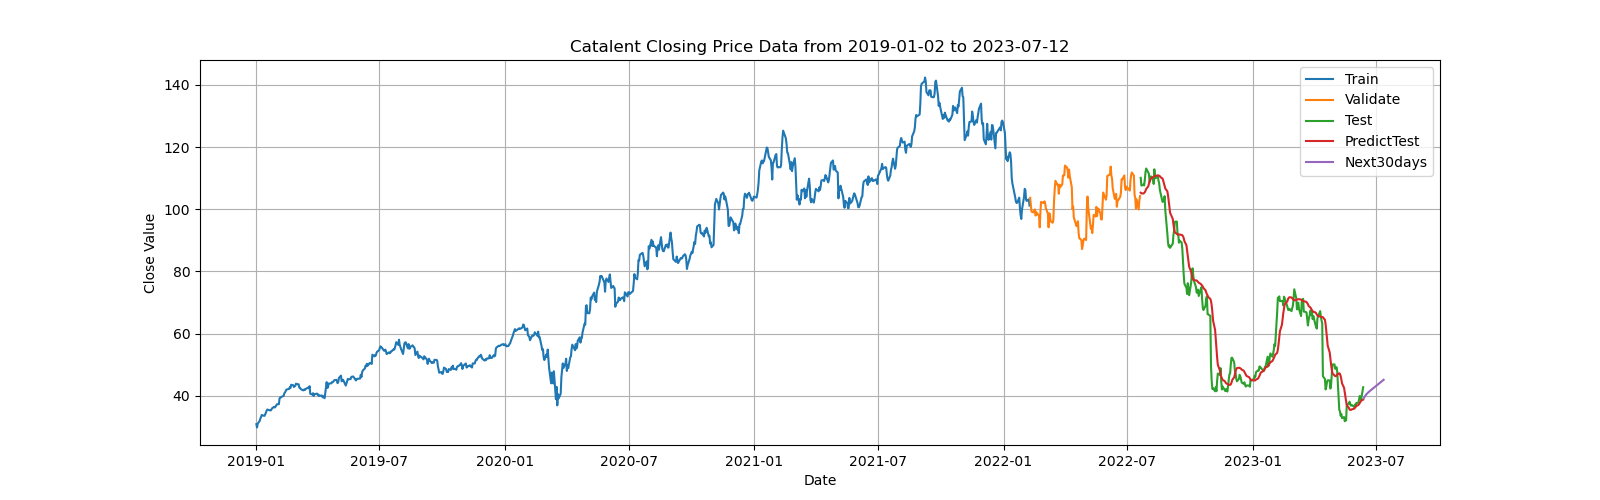 Catalent Closing Price Data from 2019-01-02 to 2023-07-12
Train
Validate
Test
PredictTest
Next30days
Close Value
140
120
100
80
60
40
2019-01
2019-07
2020-01
2020-07
2021-01
2021-07
2022-01
2022-07
2023-01
2023-07
Date